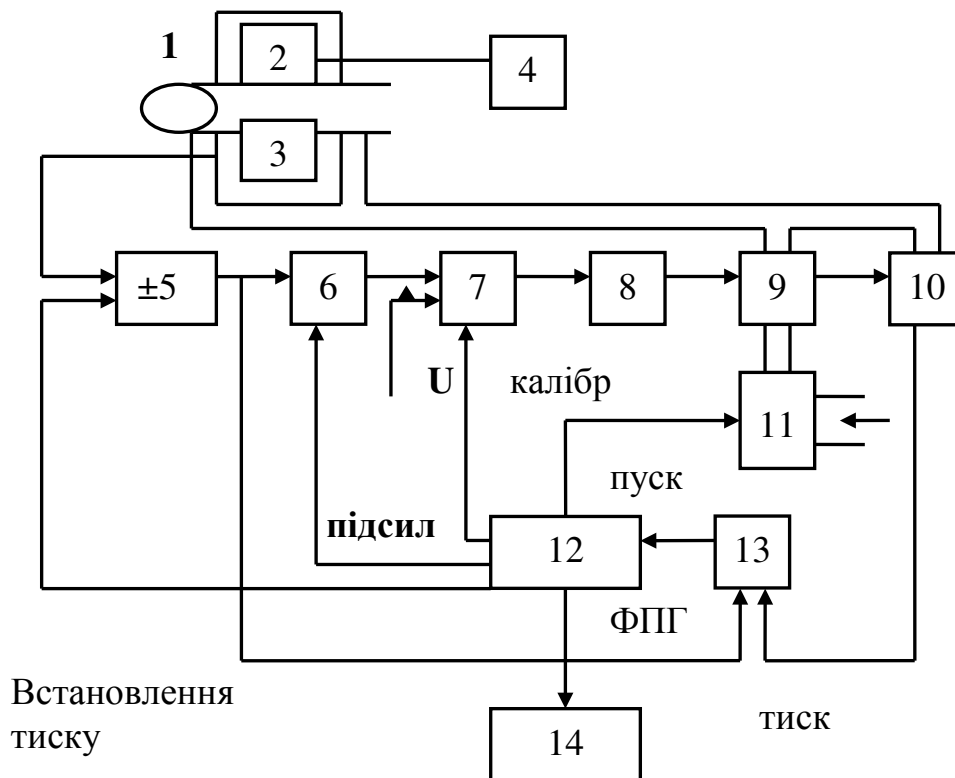 1
2
4
3
±5
6
7
8
9
10
U
калібр
11
пуск
підсил
12
13
ФПГ
Встановлення
тиску
тиск
14